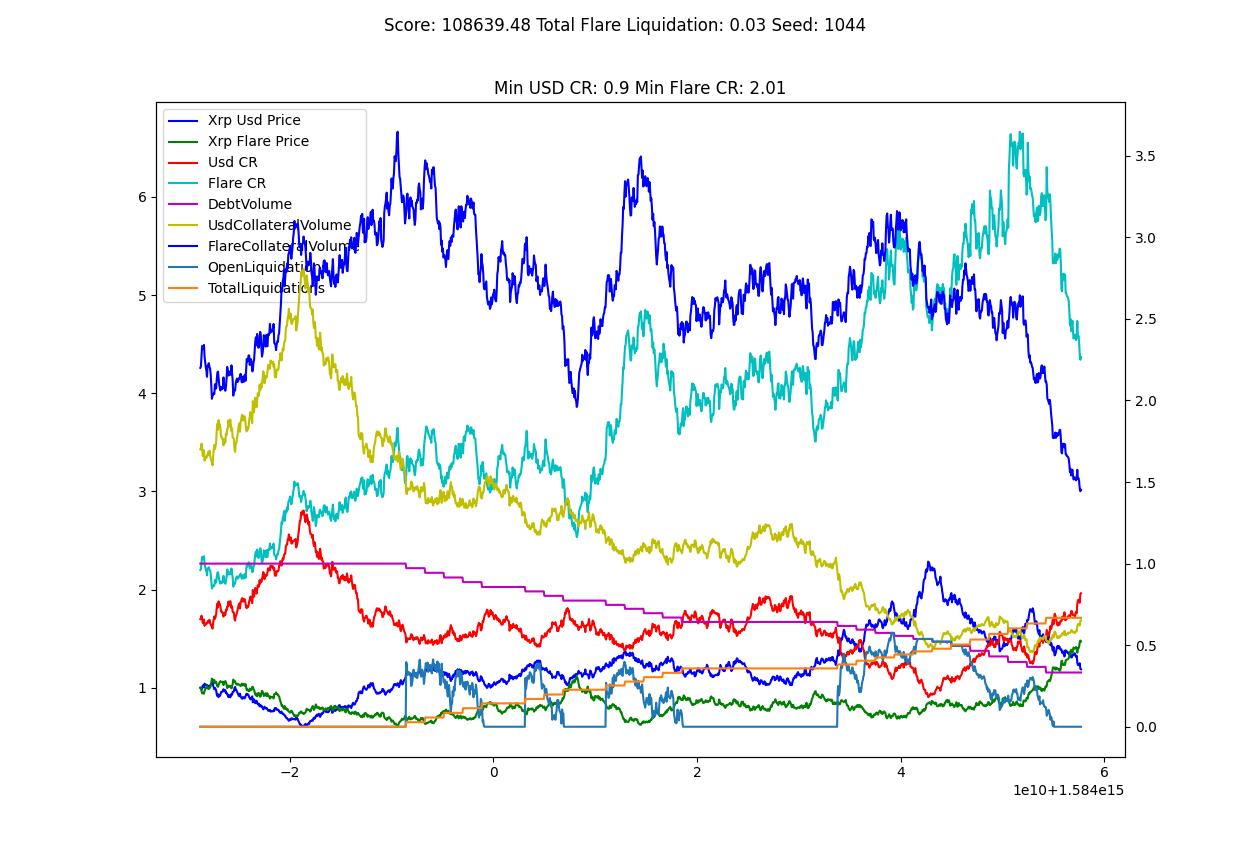 Score: 108639.48 Total Flare Liquidation: 0.03 Seed: 1044
Min USD CR: 0.9 Min Flare CR: 2.01
Xrp Usd Price
Xrp Flare Price
Usd CR
Flare CR
DebtVolume
UsdCollateralVolume
FlareCollateralVolume
OpenLiquidations
TotalLiquidations
6
5
4
3
2
1
3.5
3.0
2.5
2.0
1.5
1.0
0.5
0.0
−2
0
2
4
6
1e10+1.584e15